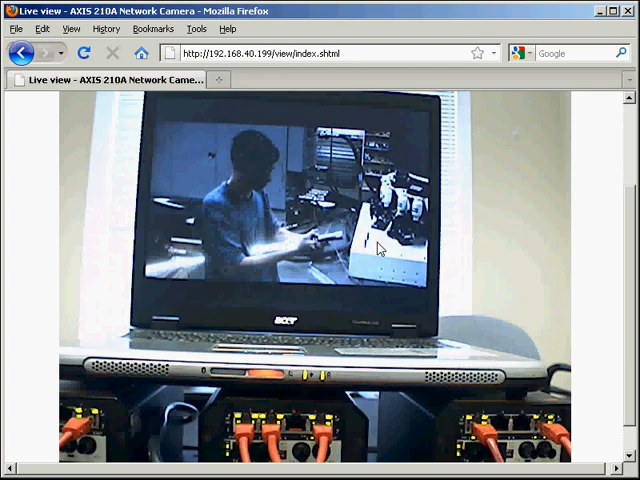 Live view - AXIS 210A Network Camera - Mozilla Firefox
File Edit View History Bookmarks Tools Help
http://192.168.40.199/view/index.shtml
Google
Live view - AXIS 210A Network Came...
acer